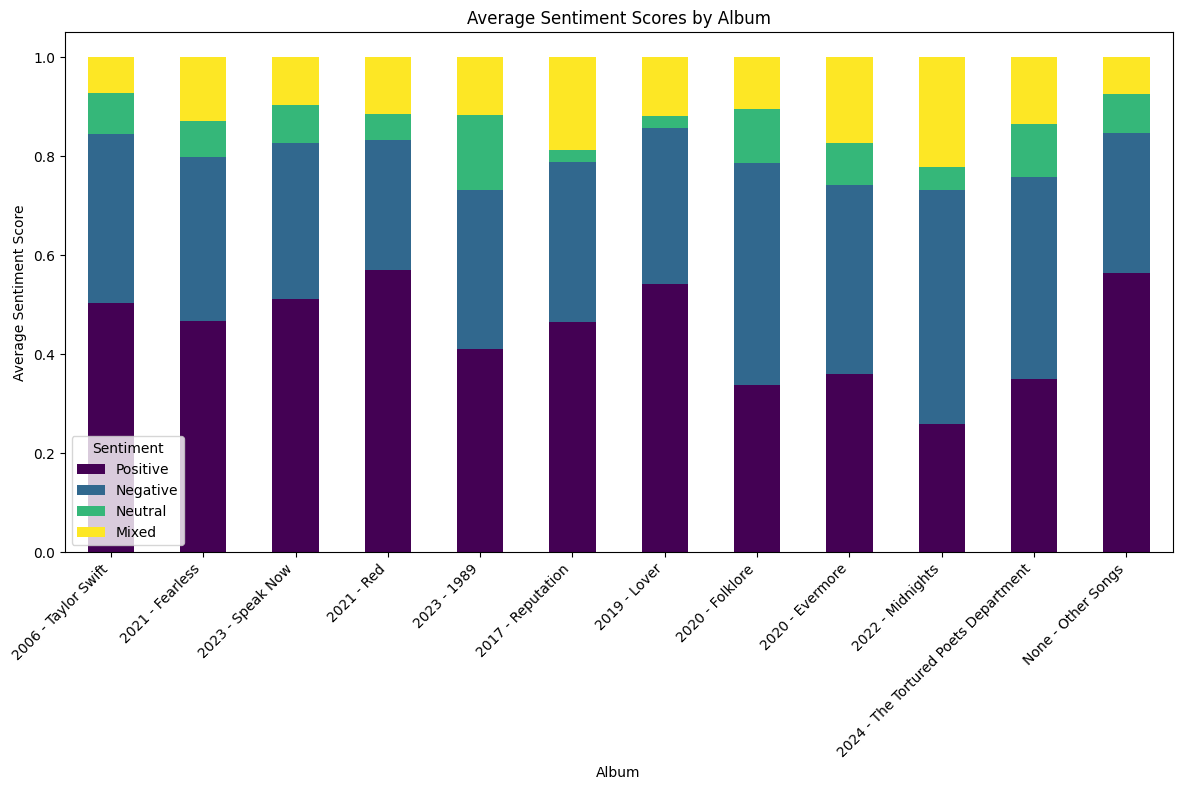 Average Sentiment Scores by Album
Average Sentiment Score
1.0
0.8
0.6
0.4
0.2
0.0
Sentiment
Positive
Negative
Neutral
Mixed
2006 - Taylor Swift
2021 - Fearless
2023 - Speak Now
2021 - Red
2023 - 1989
2017 - Reputation
2019 - Lover
2020 - Folklore
2020 - Evermore
2022 - Midnights
2024 - The Tortured Poets Department
None - Other Songs
Album